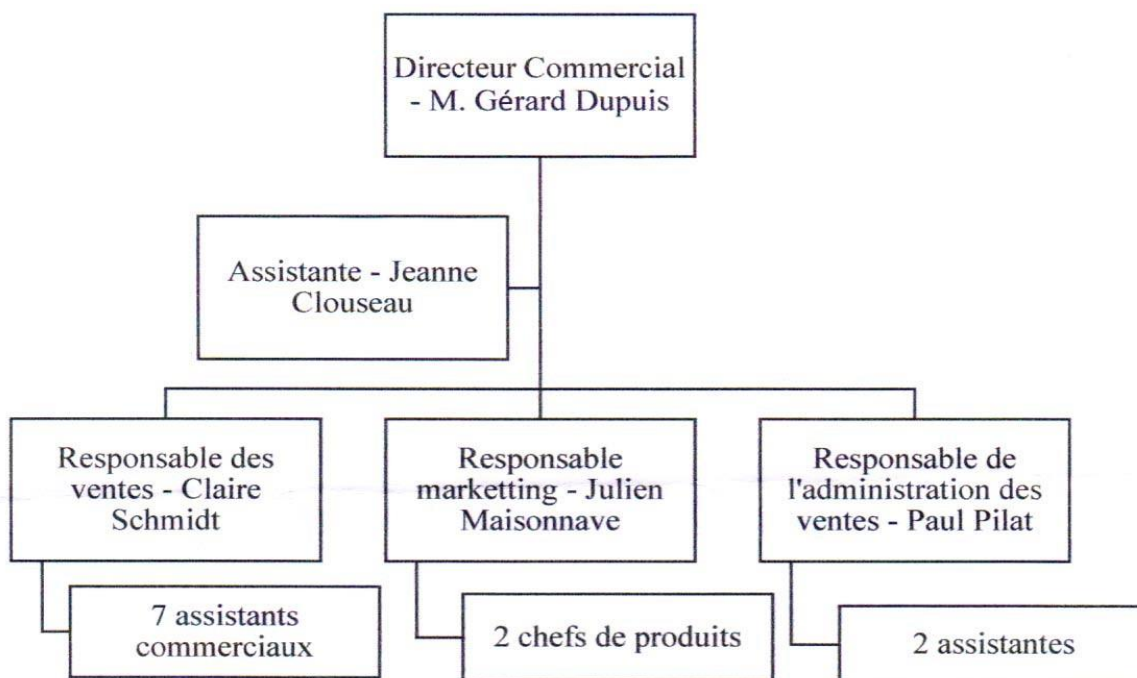 Directeur Commercial
- M. Gérard Dupuis
Assistante - Jeanne
Clouseau
Responsable des
ventes - Claire
Schmidt
Responsable
marketting - Julien
Maisonnave
Responsable de
l'administration des
ventes - Paul Pilat
7 assistants
commerciaux
2 chefs de produits
2 assistantes